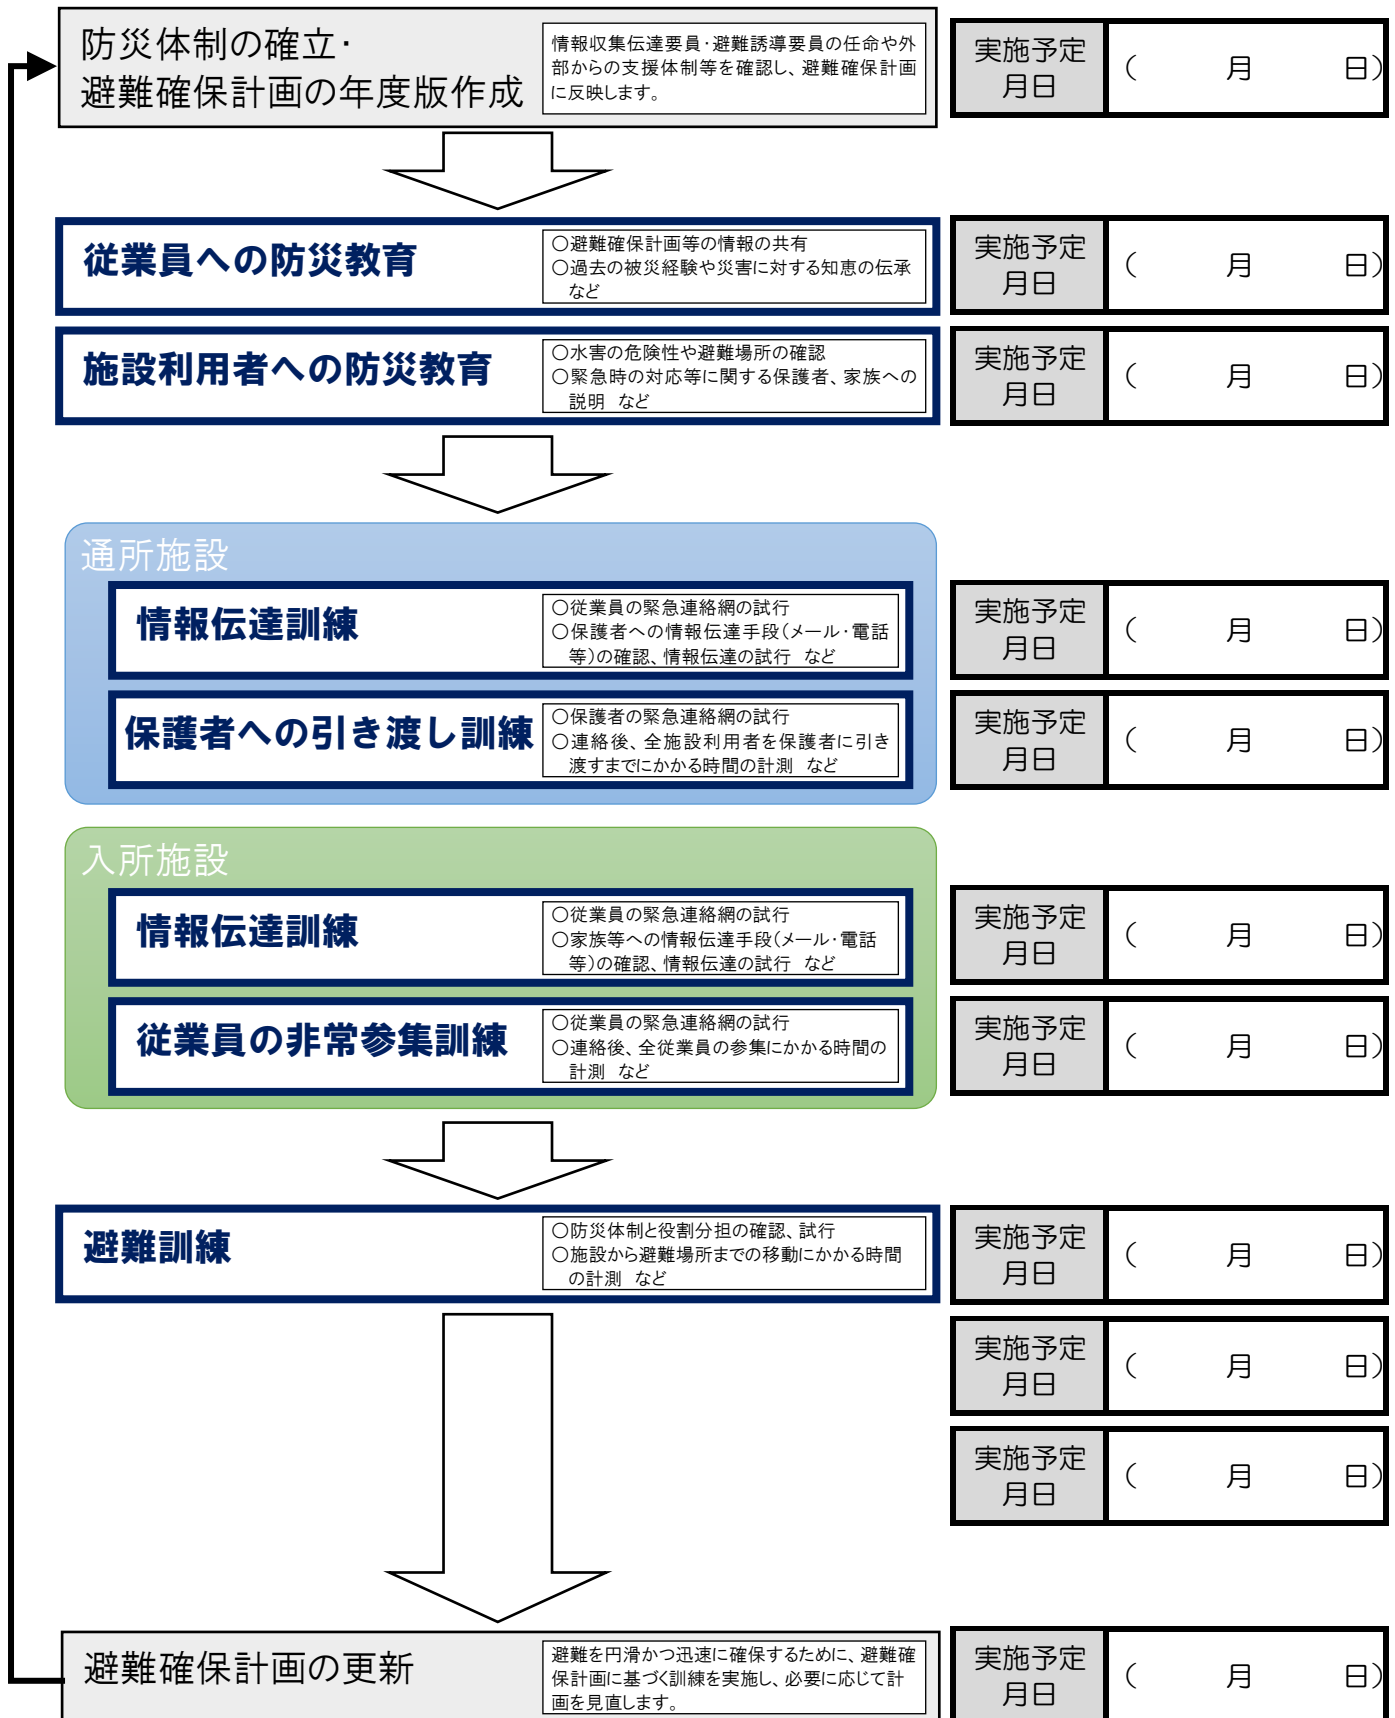 防災体制の確立・
避難確保計画の年度版作成
情報収集伝達要員・避難誘導要員の任命や外
部からの支援体制等を確認し、避難確保計画
に反映します。
実施予定
月日
(　月　日)
従業員への防災教育
○避難確保計画等の情報の共有
○過去の被災経験や災害に対する知恵の伝承
など
実施予定
月日
(　月　日)
施設利用者への防災教育
○水害の危険性や避難場所の確認
○緊急時の対応等に関する保護者、家族への
説明　など
実施予定
月日
(　月　日)
通所施設
情報伝達訓練
○従業員の緊急連絡網の試行
○保護者への情報伝達手段(メール・電話
等)の確認、情報伝達の試行　など
実施予定
月日
(　月　日)
保護者への引き渡し訓練
○保護者の緊急連絡網の試行
○連絡後、全施設利用者を保護者に引き
渡すまでにかかる時間の計測　など
実施予定
月日
(　月　日)
入所施設
情報伝達訓練
○従業員の緊急連絡網の試行
○家族等への情報伝達手段(メール・電話
等)の確認、情報伝達の試行　など
実施予定
月日
(　月　日)
従業員の非常参集訓練
○従業員の緊急連絡網の試行
○連絡後、全従業員の参集にかかる時間の
計測　など
実施予定
月日
(　月　日)
避難訓練
○防災体制と役割分担の確認、試行
○施設から避難場所までの移動にかかる時間
の計測　など
実施予定
月日
(　月　日)
実施予定
月日
(　月　日)
実施予定
月日
(　月　日)
避難確保計画の更新
避難を円滑かつ迅速に確保するために、避難確
保計画に基づく訓練を実施し、必要に応じて計
画を見直します。
実施予定
月日
(　月　日)